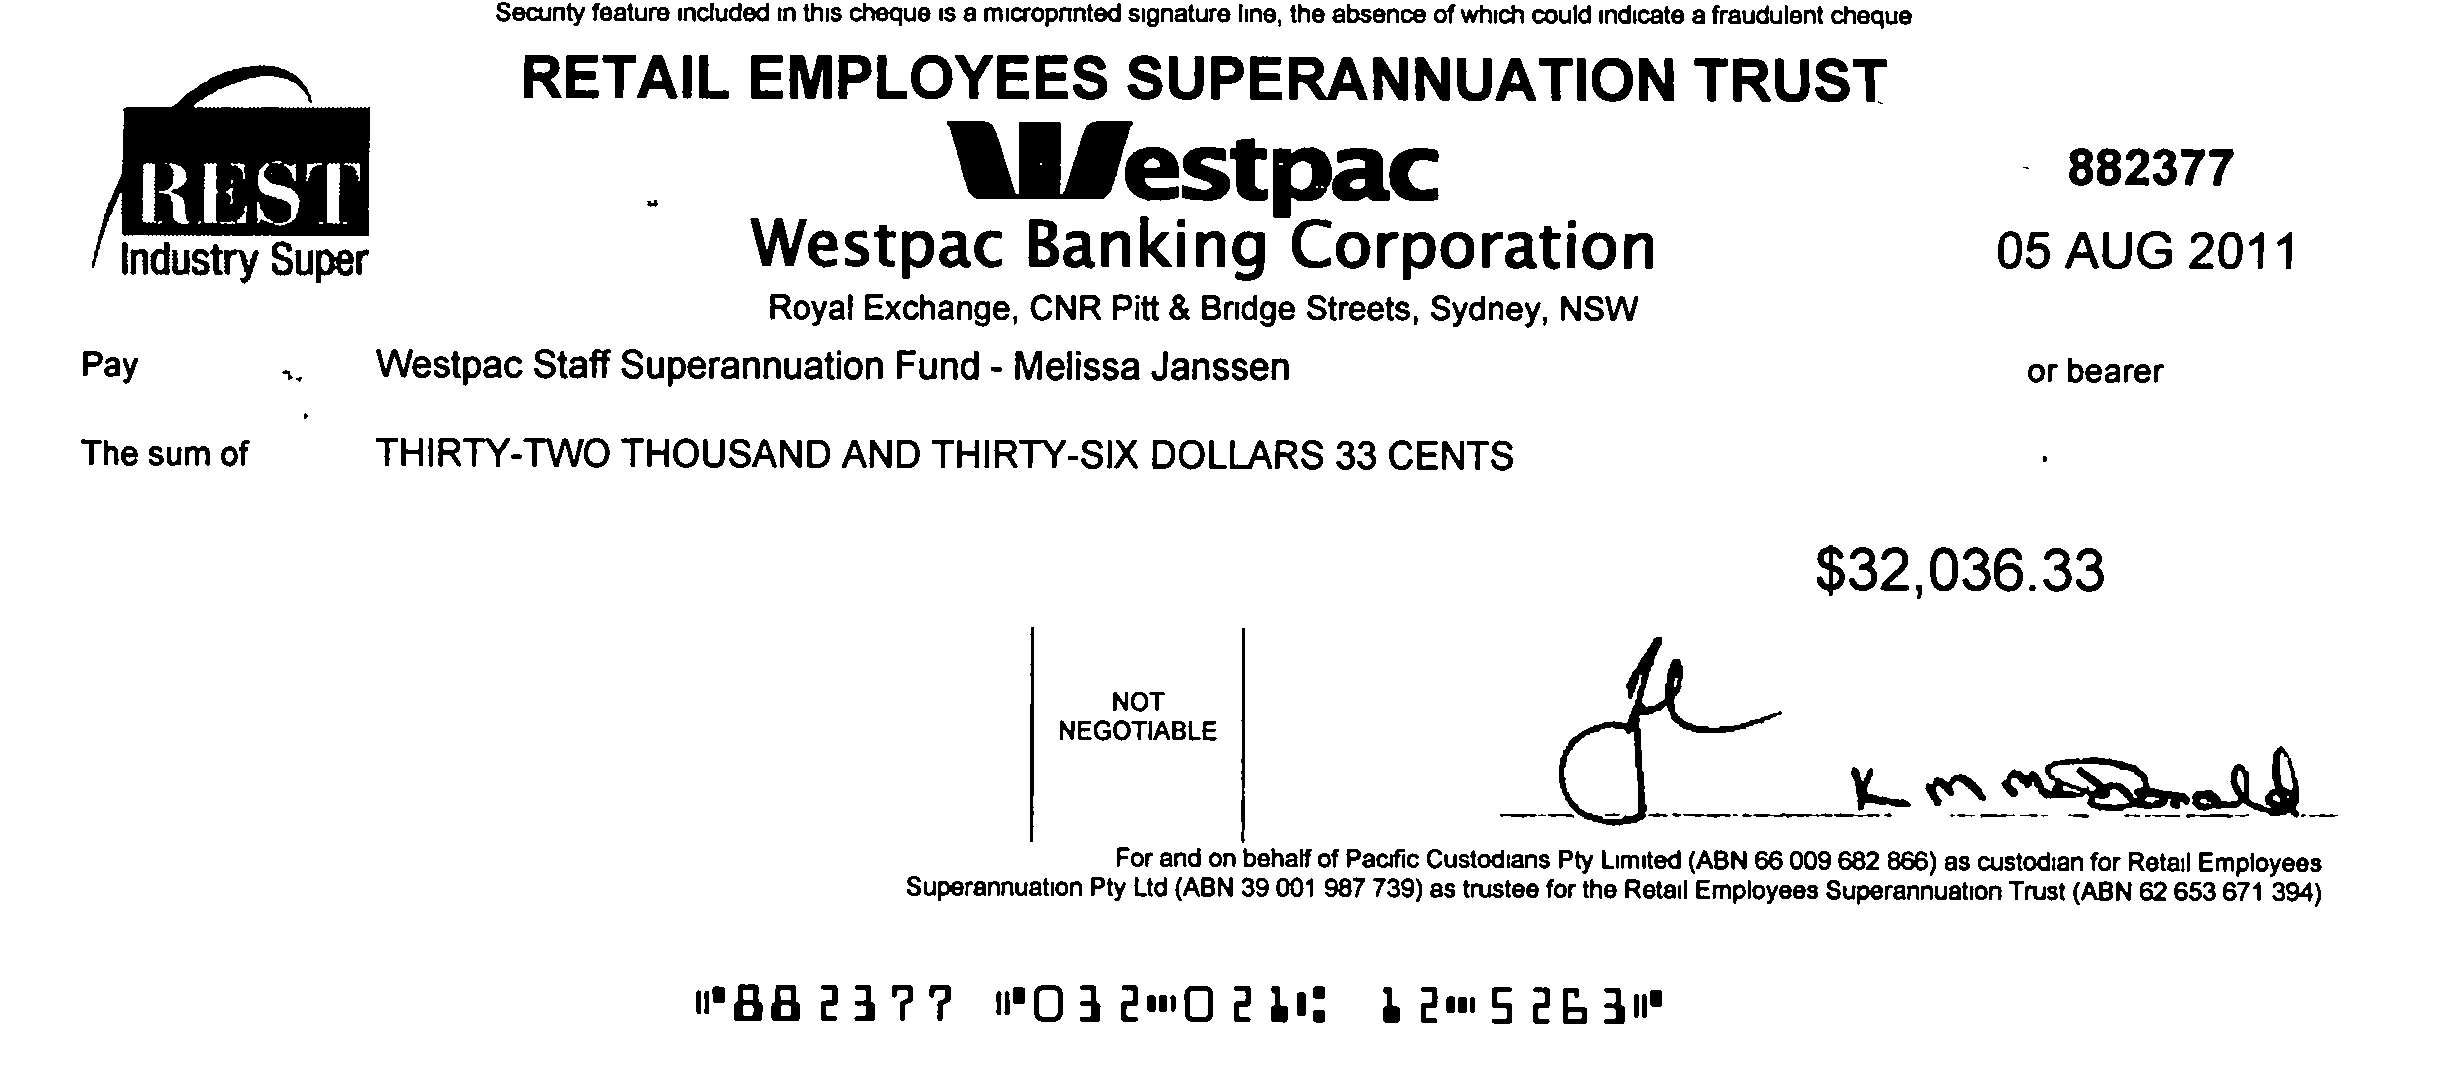 Security feature included in this cheque is a microprinted signature line, the absence of which could indicate a fraudulent cheque
RETAIL EMPLOYEES SUPERANNUATION TRUST
REST
Industry Super
Westpac
882377
Westpac Banking Corporation
05 AUG 2011
Royal Exchange, CNR Pitt & Bridge Streets, Sydney, NSW
Pay Westpac Staff Superannuation Fund - Melissa Janssen or bearer
The sum of THIRTY-TWO THOUSAND AND THIRTY-SIX DOLLARS 33 CENTS
$32,036.33
NOT
NEGOTIABLE
K M McDonald
For and on behalf of Pacific Custodians Pty Limited (ABN 66 009 682 866) as custodian for Retail Employees
Superannuation Pty Ltd (ABN 39 001 987 739) as trustee for the Retail Employees Superannuation Trust (ABN 62 653 671 394)
⑈882377 ⑈032⑉021⑆ 12⑉5263⑈